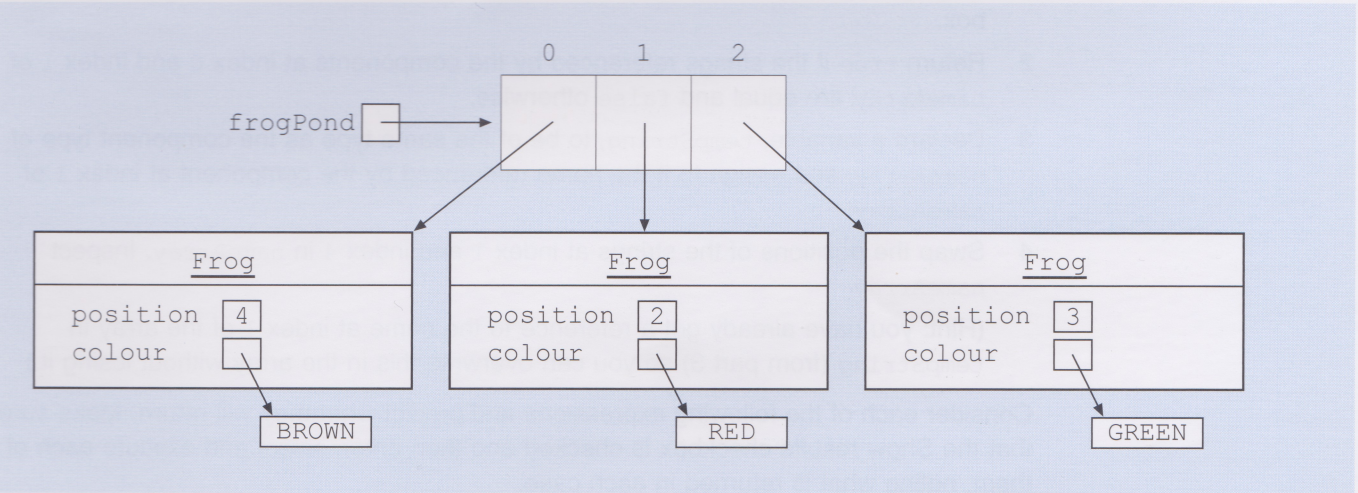 0 1 2
frogPond
Frog Frog Frog
position 4 position 2 position 3
colour colour colour
BROWN RED GREEN